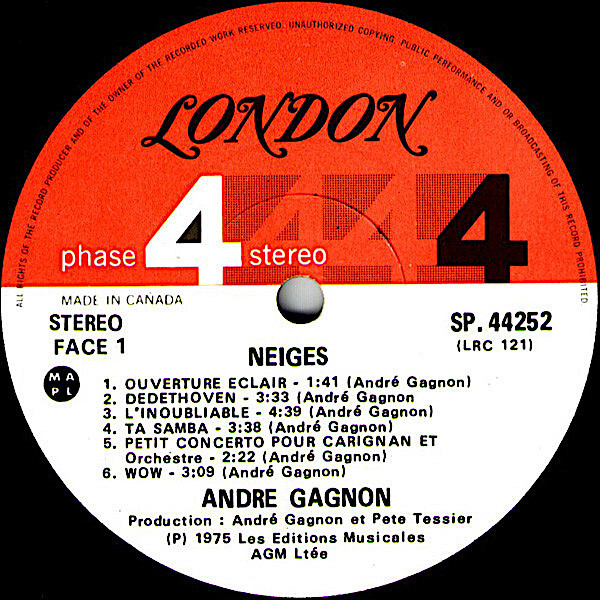 ALL RIGHTS OF THE RECORD PRODUCER AND OF THE OWNER OF THE RECORDED WORK RESERVED. UNAUTHORIZED COPYING, PUBLIC PERFORMANCE AND OR BROADCASTING OF THIS RECORD PROHIBITED
LONDON
phase 4 stereo 4
MADE IN CANADA
STEREO SP. 44252
FACE 1 (LRC 121)
NEIGES
MAPL
1. OUVERTURE ECLAIR - 1:41 (André Gagnon)
2. DEDETHOVEN - 3:33 (André Gagnon
3. L'INOUBLIABLE - 4:39 (André Gagnon)
4. TA SAMBA - 3:38 (André Gagnon)
5. PETIT CONCERTO POUR CARIGNAN ET
Orchestre - 2:22 (André Gagnon)
6. WOW - 3:09 (André Gagnon)
ANDRE GAGNON
Production : André Gagnon et Pete Tessier
(P) 1975 Les Editions Musicales
AGM Ltée